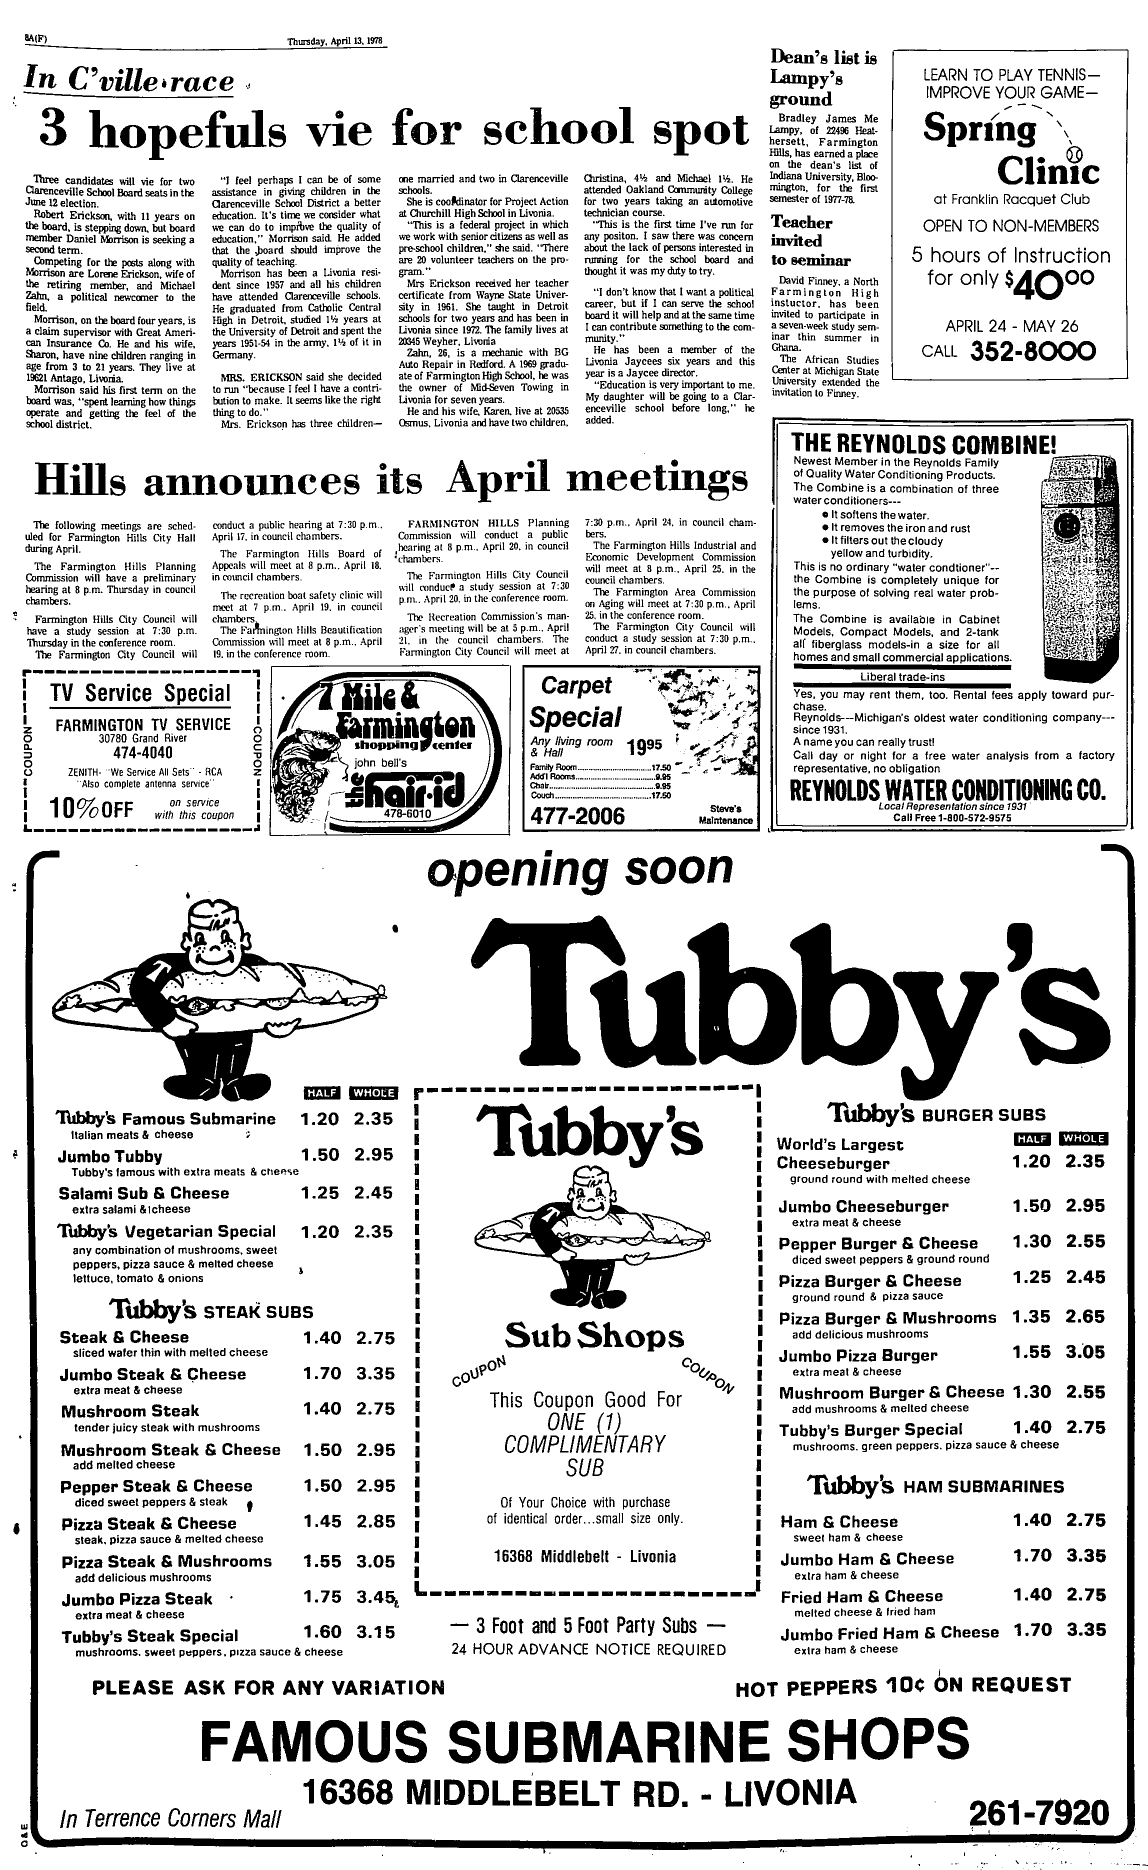 8A(F)
Thursday, April 13, 1978
In C'ville race
3 hopefuls vie for school spot
Three candidates will vie for two
Clarenceville School Board seats in the
June 12 election.
Robert Erickson, with 11 years on
the board, is stepping down, but board
member Daniel Morrison is seeking a
second term.
Competing for the posts along with
Morrison are Lorene Erickson, wife of
the retiring member, and Michael
Zahn, a political newcomer to the
field.
Morrison, on the board four years, is
a claim supervisor with Great Ameri-
can Insurance Co. He and his wife,
Sharon, have nine children ranging in
age from 3 to 21 years. They live at
19621 Antago, Livonia.
Morrison said his first term on the
board was, "spent learning how things
operate and getting the feel of the
school district.
"I feel perhaps I can be of some
assistance in giving children in the
Clarenceville School District a better
education. It's time we consider what
we can do to improve the quality of
education," Morrison said. He added
that the board should improve the
quality of teaching.
Morrison has been a Livonia resi-
dent since 1957 and all his children
have attended Clarenceville schools.
He graduated from Catholic Central
High in Detroit, studied 1½ years at
the University of Detroit and spent the
years 1951-54 in the army, 1½ of it in
Germany.
MRS. ERICKSON said she decided
to run "because I feel I have a contri-
bution to make. It seems like the right
thing to do."
Mrs. Erickson has three children—
one married and two in Clarenceville
schools.
She is coordinator for Project Action
at Churchill High School in Livonia.
"This is a federal project in which
we work with senior citizens as well as
pre-school children," she said. "There
are 20 volunteer teachers on the pro-
gram."
Mrs Erickson received her teacher
certificate from Wayne State Univer-
sity in 1961. She taught in Detroit
schools for two years and has been in
Livonia since 1972. The family lives at
20345 Weyher, Livonia
Zahn, 26, is a mechanic with BG
Auto Repair in Redford. A 1969 gradu-
ate of Farmington High School, he was
the owner of Mid-Seven Towing in
Livonia for seven years.
He and his wife, Karen, live at 20535
Osmus, Livonia and have two children,
Christina, 4½ and Michael 1½. He
attended Oakland Community College
for two years taking an automotive
technician course.
"This is the first time I've run for
any positon. I saw there was concern
about the lack of persons interested in
running for the school board and
thought it was my duty to try.
"I don't know that I want a political
career, but if I can serve the school
board it will help and at the same time
I can contribute something to the com-
munity."
He has been a member of the
Livonia Jaycees six years and this
year is a Jaycee director.
"Education is very important to me.
My daughter will be going to a Clar-
enceville school before long," he
added.
Dean's list is
Lampy's
ground
Bradley James Me
Lampy, of 22496 Heat-
hersett, Farmington
Hills, has earned a place
on the dean's list of
Indiana University, Bloo-
mington, for the first
semester of 1977-78.
Teacher
invited
to seminar
David Finney, a North
Farmington High
instuctor, has been
invited to participate in
a seven-week study sem-
inar thin summer in
Ghana.
The African Studies
Center at Michigan State
University extended the
invitation to Finney.
LEARN TO PLAY TENNIS—
IMPROVE YOUR GAME—
Spring
Clinic
at Franklin Racquet Club
OPEN TO NON-MEMBERS
5 hours of Instruction
for only $40⁰⁰
APRIL 24 - MAY 26
CALL 352-8000
Hills announces its April meetings
The following meetings are sched-
uled for Farmington Hills City Hall
during April.
The Farmington Hills Planning
Commission will have a preliminary
hearing at 8 p.m. Thursday in council
chambers.
Farmington Hills City Council will
have a study session at 7:30 p.m.
Thursday in the conference room.
The Farmington City Council will
conduct a public hearing at 7:30 p.m.,
April 17, in council chambers.
The Farmington Hills Board of
Appeals will meet at 8 p.m., April 18,
in council chambers.
The recreation boat safety clinic will
meet at 7 p.m., April 19, in council
chambers.
The Farmington Hills Beautification
Commission will meet at 8 p.m., April
19, in the conference room.
FARMINGTON HILLS Planning
Commission will conduct a public
hearing at 8 p.m., April 20, in council
chambers.
The Farmington Hills City Council
will conduct a study session at 7:30
p.m., April 20, in the conference room.
The Recreation Commission's man-
ager's meeting will be at 5 p.m., April
21, in the council chambers. The
Farmington City Council will meet at
7:30 p.m., April 24, in council cham-
bers.
The Farmington Hills Industrial and
Economic Development Commission
will meet at 8 p.m., April 25, in the
council chambers.
The Farmington Area Commission
on Aging will meet at 7:30 p.m., April
25, in the conference room.
The Farmington City Council will
conduct a study session at 7:30 p.m.,
April 27, in council chambers.
THE REYNOLDS COMBINE!
Newest Member in the Reynolds Family
of Quality Water Conditioning Products.
The Combine is a combination of three
water conditioners---
• It softens the water.
• It removes the iron and rust
• It filters out the cloudy
yellow and turbidity.
This is no ordinary "water condtioner"--
the Combine is completely unique for
the purpose of solving real water prob-
lems.
The Combine is available in Cabinet
Models, Compact Models, and 2-tank
all fiberglass models-in a size for all
homes and small commercial applications.
Liberal trade-ins
Yes, you may rent them, too. Rental fees apply toward pur-
chase.
Reynolds---Michigan's oldest water conditioning company---
since 1931.
A name you can really trust!
Call day or night for a free water analysis from a factory
representative, no obligation
REYNOLDS WATER CONDITIONING CO.
Local Representation since 1931
Call Free 1-800-572-9575
COUPON
TV Service Special
FARMINGTON TV SERVICE
30780 Grand River
474-4040
ZENITH- "We Service All Sets" - RCA
"Also complete antenna service"
10% OFF on service
with this coupon
COUPON
7 Mile &
Farmington
shopping center
john bell's
the hair-id
478-6010
Carpet
Special
Any living room
& Hall 19⁹⁵
Family Room 17.50
Add'l Rooms 9.95
Chair 9.95
Couch 17.50
477-2006
Steve's
Maintenance
opening soon
Tubby's
HALF WHOLE
Tubby's Famous Submarine 1.20 2.35
Italian meats & cheese
Jumbo Tubby 1.50 2.95
Tubby's famous with extra meats & cheese
Salami Sub & Cheese 1.25 2.45
extra salami & cheese
Tubby's Vegetarian Special 1.20 2.35
any combination of mushrooms, sweet
peppers, pizza sauce & melted cheese
lettuce, tomato & onions
Tubby's STEAK SUBS
Steak & Cheese 1.40 2.75
sliced wafer thin with melted cheese
Jumbo Steak & Cheese 1.70 3.35
extra meat & cheese
Mushroom Steak 1.40 2.75
tender juicy steak with mushrooms
Mushroom Steak & Cheese 1.50 2.95
add melted cheese
Pepper Steak & Cheese 1.50 2.95
diced sweet peppers & steak
Pizza Steak & Cheese 1.45 2.85
steak, pizza sauce & melted cheese
Pizza Steak & Mushrooms 1.55 3.05
add delicious mushrooms
Jumbo Pizza Steak 1.75 3.45
extra meat & cheese
Tubby's Steak Special 1.60 3.15
mushrooms, sweet peppers, pizza sauce & cheese
Tubby's
Sub Shops
COUPON COUPON
This Coupon Good For
ONE (1)
COMPLIMENTARY
SUB
Of Your Choice with purchase
of identical order...small size only.
16368 Middlebelt - Livonia
— 3 Foot and 5 Foot Party Subs —
24 HOUR ADVANCE NOTICE REQUIRED
Tubby's BURGER SUBS
HALF WHOLE
World's Largest
Cheeseburger 1.20 2.35
ground round with melted cheese
Jumbo Cheeseburger 1.50 2.95
extra meat & cheese
Pepper Burger & Cheese 1.30 2.55
diced sweet peppers & ground round
Pizza Burger & Cheese 1.25 2.45
ground round & pizza sauce
Pizza Burger & Mushrooms 1.35 2.65
add delicious mushrooms
Jumbo Pizza Burger 1.55 3.05
extra meat & cheese
Mushroom Burger & Cheese 1.30 2.55
add mushrooms & melted cheese
Tubby's Burger Special 1.40 2.75
mushrooms, green peppers, pizza sauce & cheese
Tubby's HAM SUBMARINES
Ham & Cheese 1.40 2.75
sweet ham & cheese
Jumbo Ham & Cheese 1.70 3.35
extra ham & cheese
Fried Ham & Cheese 1.40 2.75
melted cheese & fried ham
Jumbo Fried Ham & Cheese 1.70 3.35
extra ham & cheese
PLEASE ASK FOR ANY VARIATION
HOT PEPPERS 10¢ ON REQUEST
FAMOUS SUBMARINE SHOPS
16368 MIDDLEBELT RD. - LIVONIA
In Terrence Corners Mall
261-7920
O&E